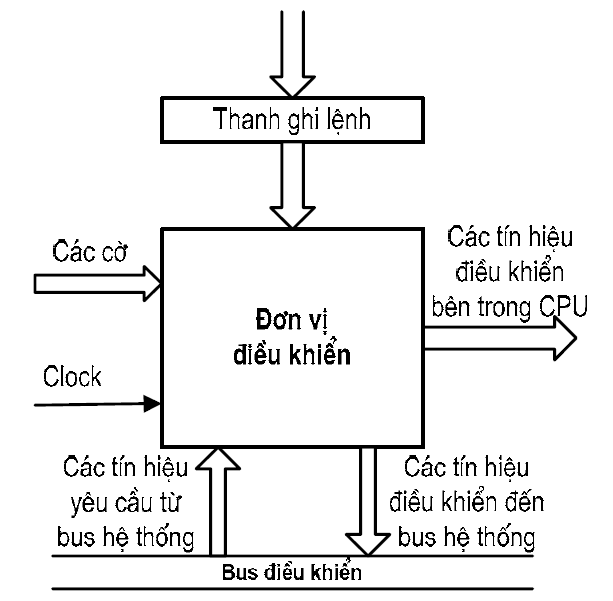 Thanh ghi lệnh
Các cờ
Các tín hiệu
điều khiển
bên trong CPU
Đơn vị
điều khiển
Clock
Các tín hiệu
yêu cầu từ
bus hệ thống
Các tín hiệu
điều khiển đến
bus hệ thống
Bus điều khiển